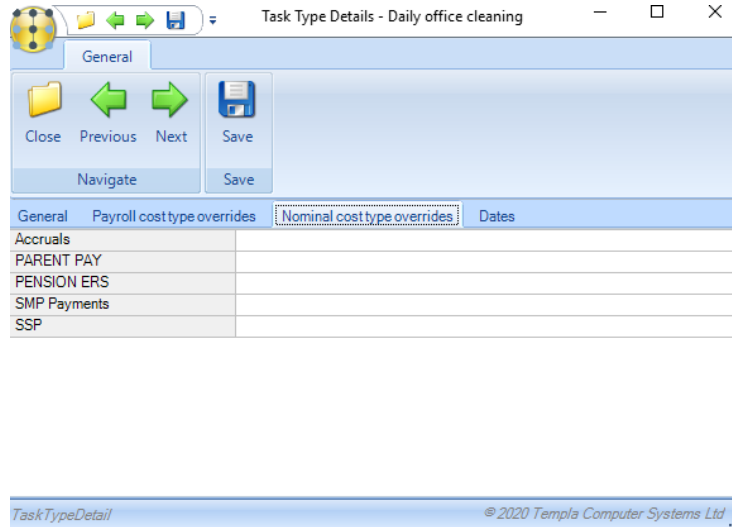 Task Type Details - Daily office cleaning
General
Close Previous Next Save
Navigate Save
General Payroll cost type overrides Nominal cost type overrides Dates
Accruals
PARENT PAY
PENSION ERS
SMP Payments
SSP
TaskTypeDetail © 2020 Templa Computer Systems Ltd